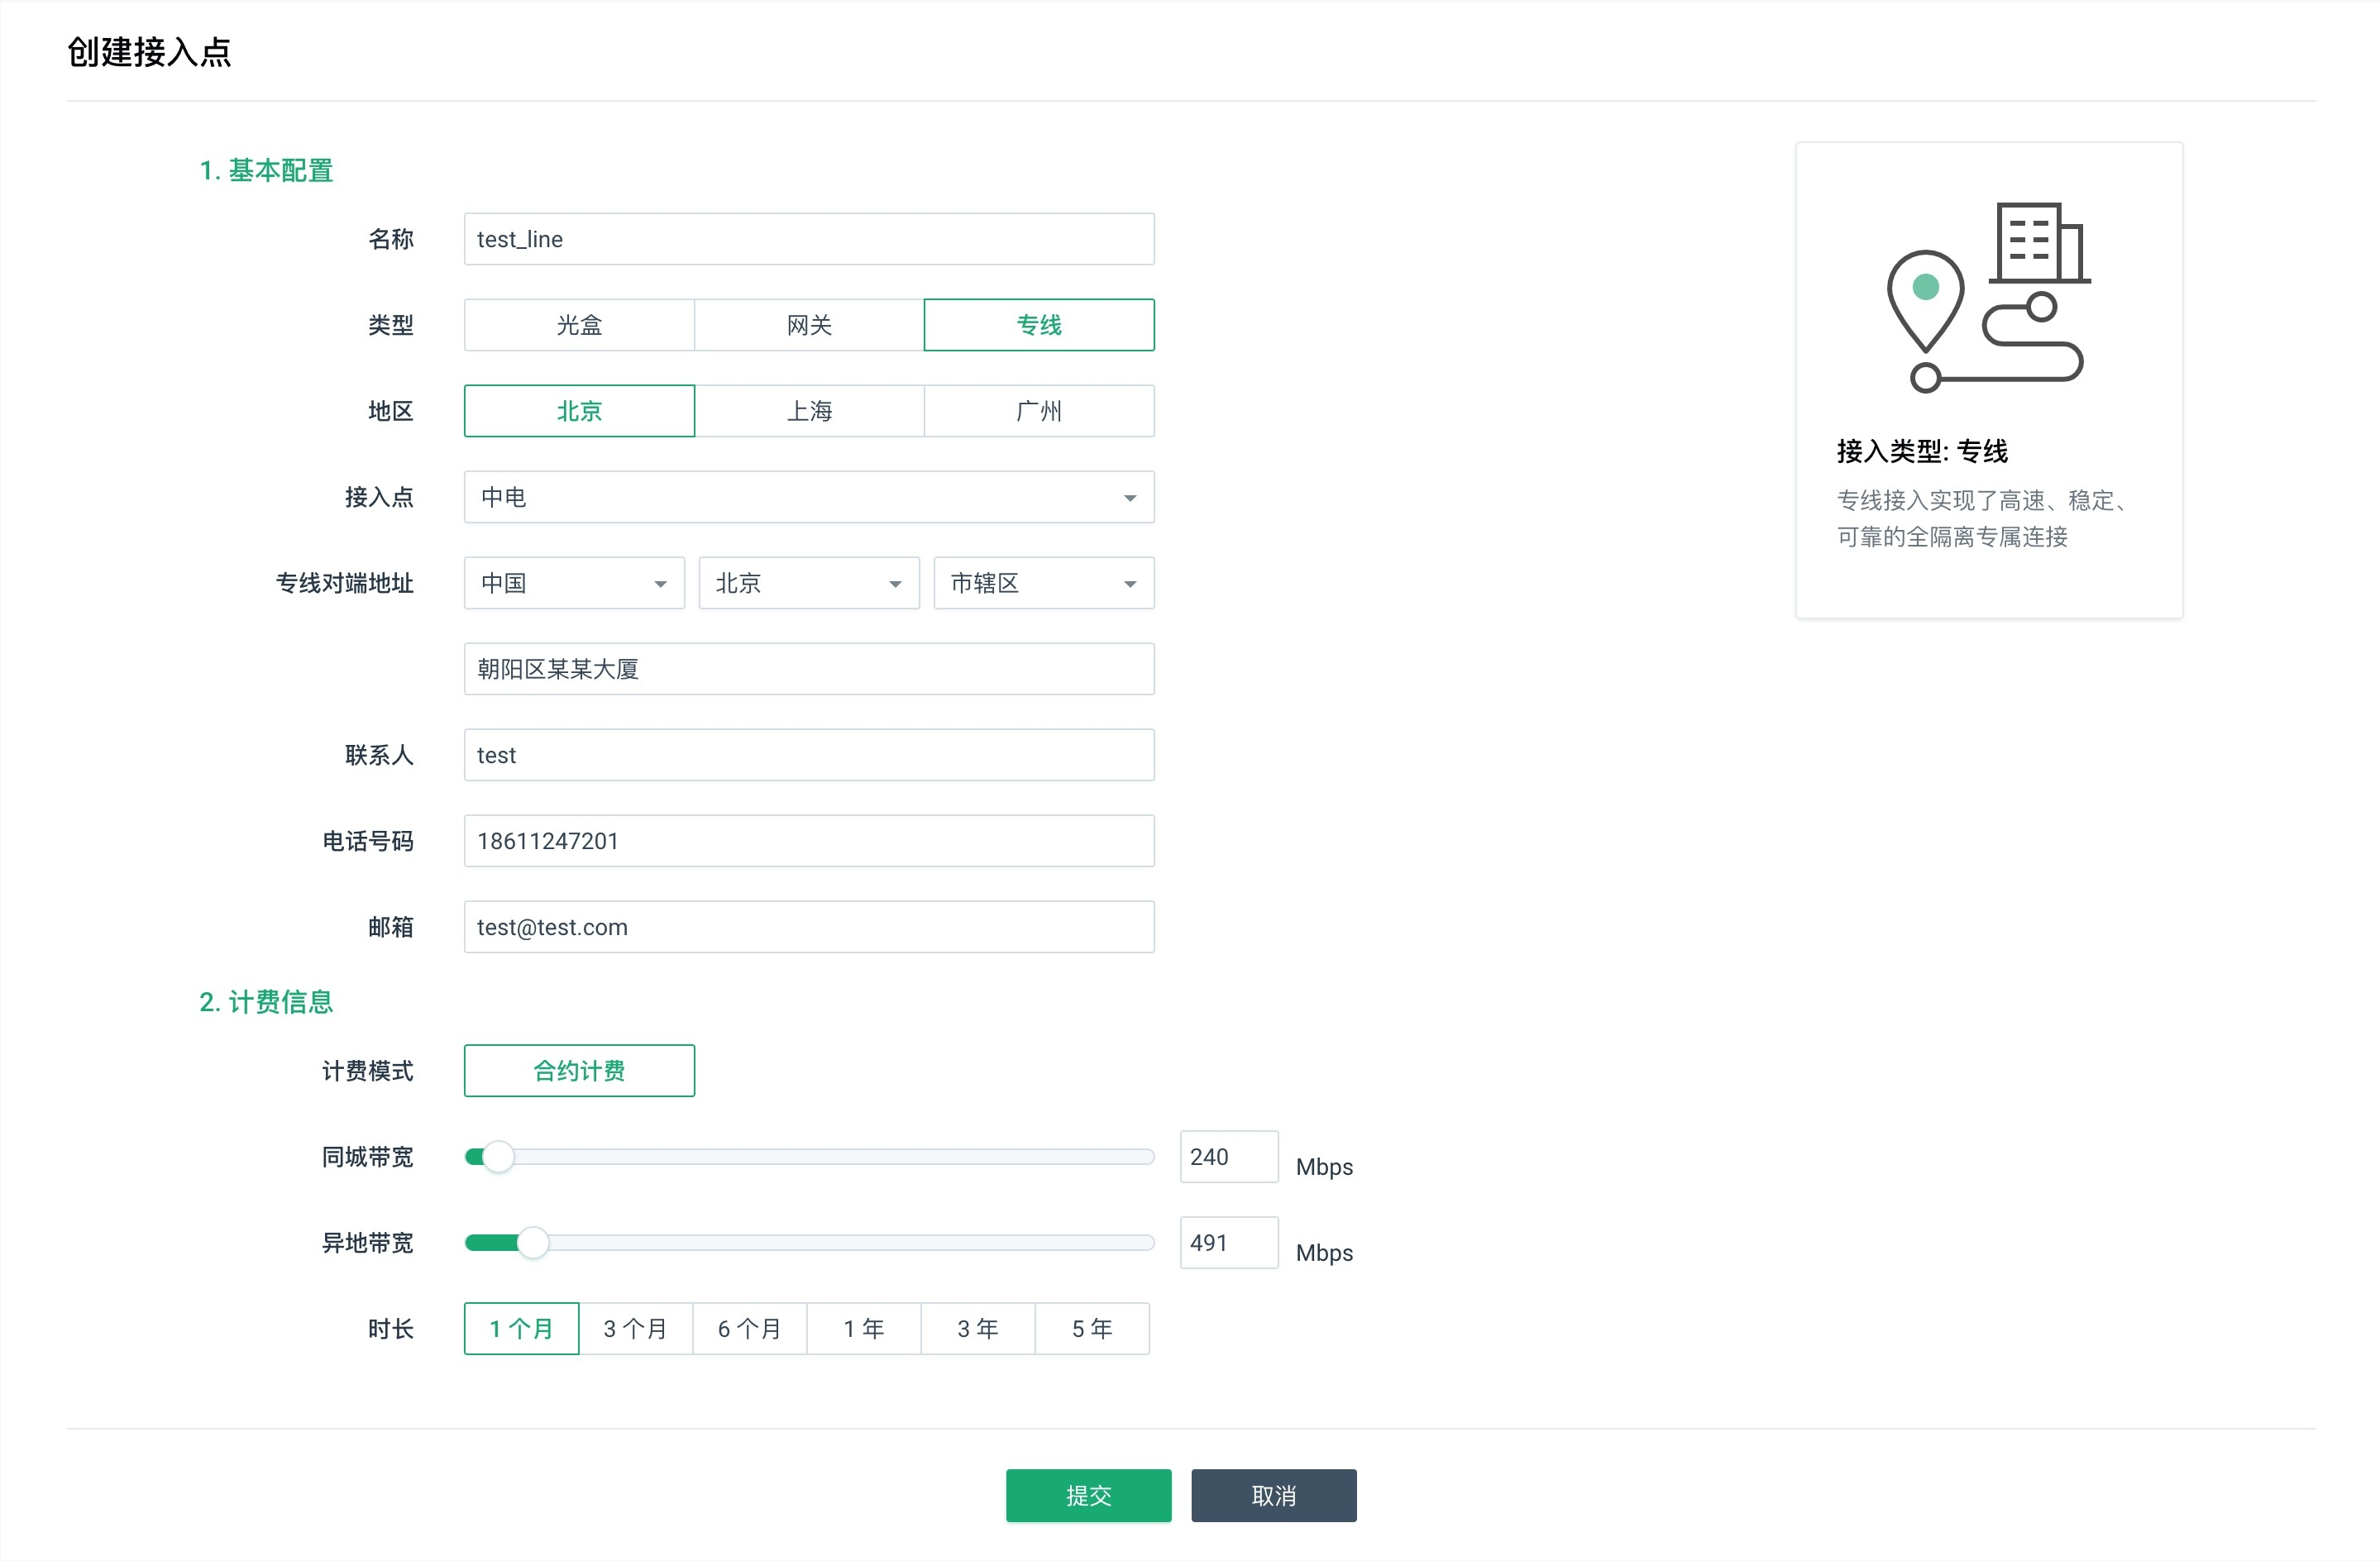 创建接入点
1. 基本配置
名称 test_line
类型 光盒 网关 专线
地区 北京 上海 广州
接入点 中电
专线对端地址 中国 北京 市辖区
朝阳区某某大厦
联系人 test
电话号码 18611247201
邮箱 test@test.com
2. 计费信息
计费模式 合约计费
同城带宽 240 Mbps
异地带宽 491 Mbps
时长 1 个月 3 个月 6 个月 1 年 3 年 5 年
接入类型: 专线
专线接入实现了高速、稳定、
可靠的全隔离专属连接
提交 取消